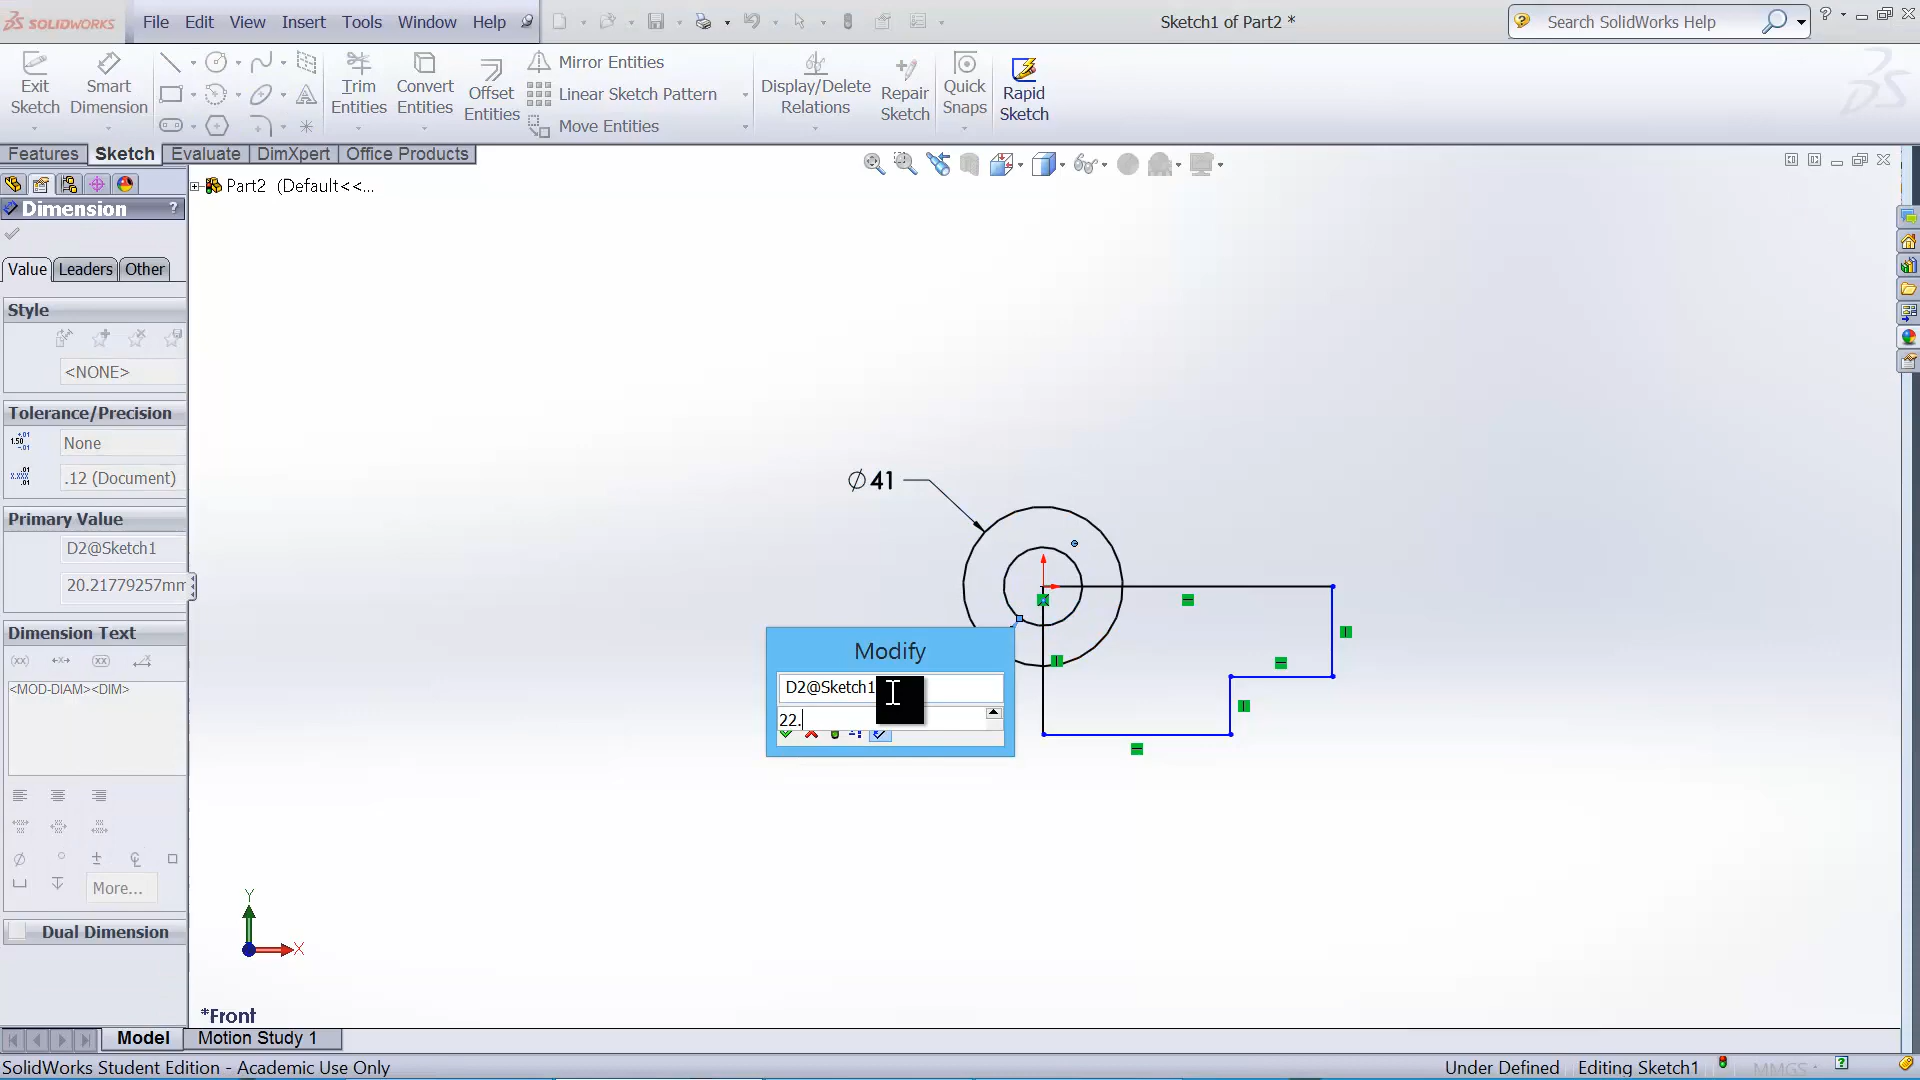 SOLIDWORKS File Edit View Insert Tools Window Help Sketch1 of Part2 * Search SolidWorks Help ?
Exit Sketch
Smart Dimension
Trim Entities
Convert Entities
Offset Entities
Mirror Entities
Linear Sketch Pattern
Move Entities
Display/Delete Relations
Repair Sketch
Quick Snaps
Rapid Sketch
Features Sketch Evaluate DimXpert Office Products
Part2 (Default<<...
Dimension ?
Value Leaders Other
Style
<NONE>
Tolerance/Precision
None
.12 (Document)
Primary Value
D2@Sketch1
20.21779257mm
Dimension Text
<MOD-DIAM><DIM>
More...
Dual Dimension
∅41
Modify
D2@Sketch1
22.
Y
X
*Front
Model Motion Study 1
SolidWorks Student Edition - Academic Use Only Under Defined Editing Sketch1 MMGS